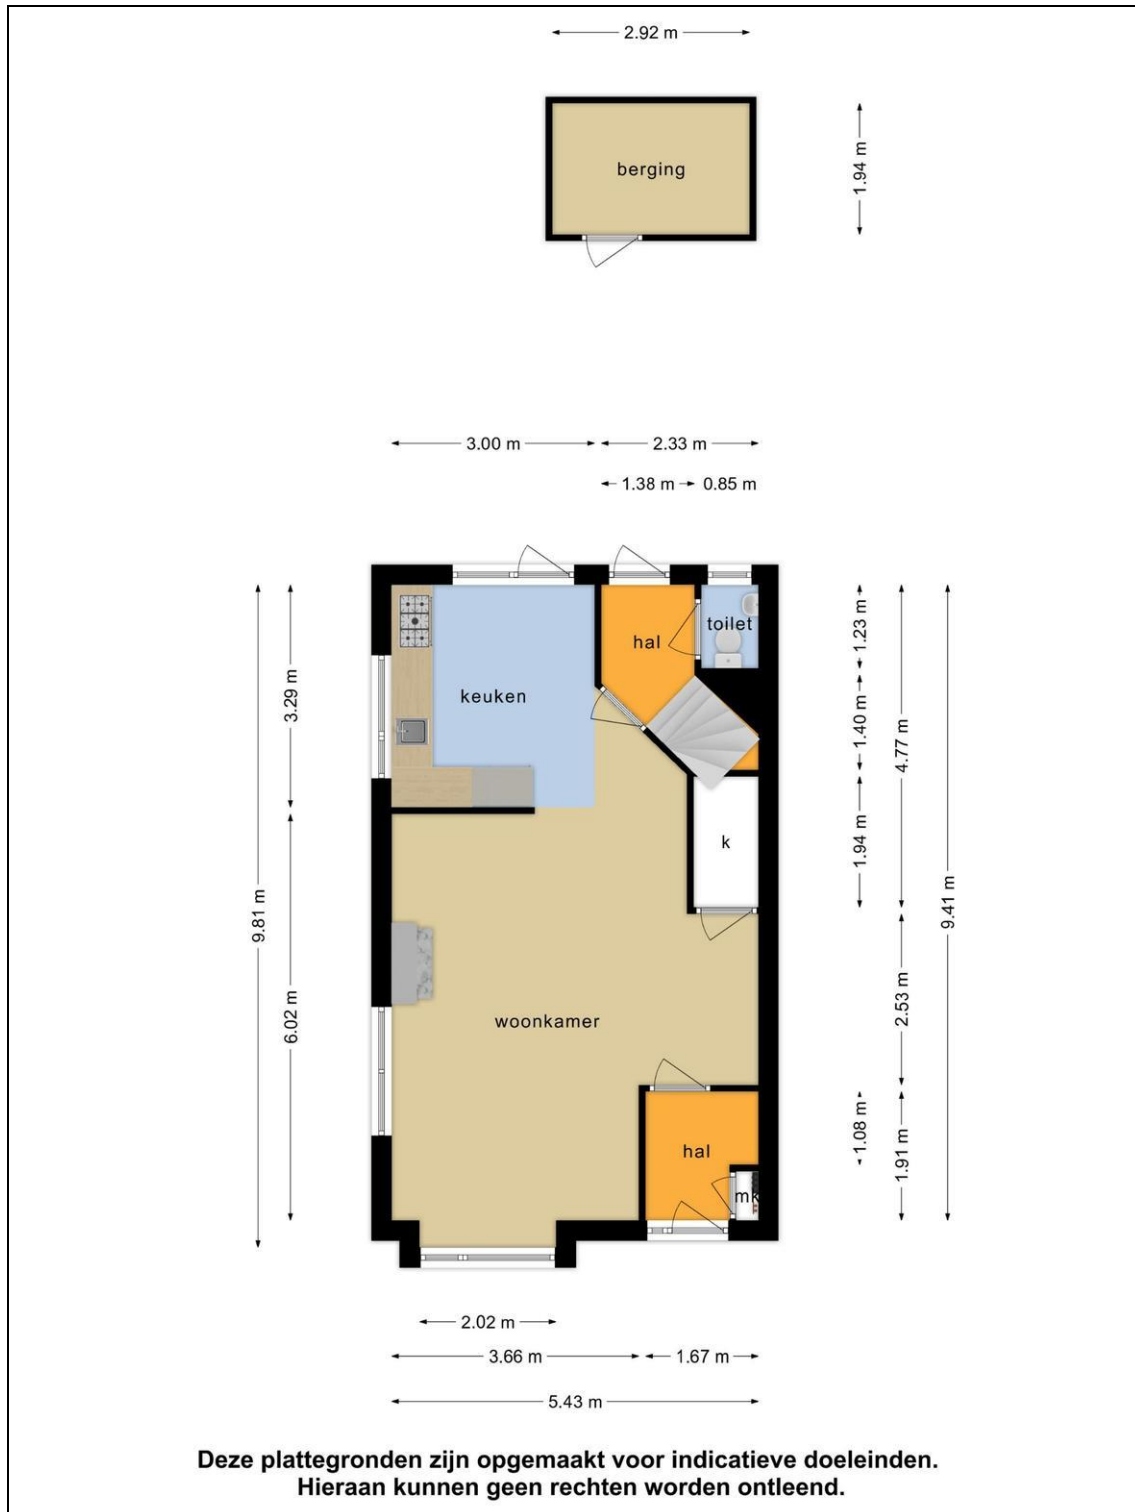 2.92 m
berging
1.94 m
3.00 m
2.33 m
1.38 m
0.85 m
toilet
hal
keuken
1.23 m
3.29 m
1.40 m
4.77 m
k
1.94 m
9.81 m
9.41 m
woonkamer
6.02 m
2.53 m
hal
1.08 m
1.91 m
mk
2.02 m
3.66 m
1.67 m
5.43 m
Deze plattegronden zijn opgemaakt voor indicatieve doeleinden.
Hieraan kunnen geen rechten worden ontleend.